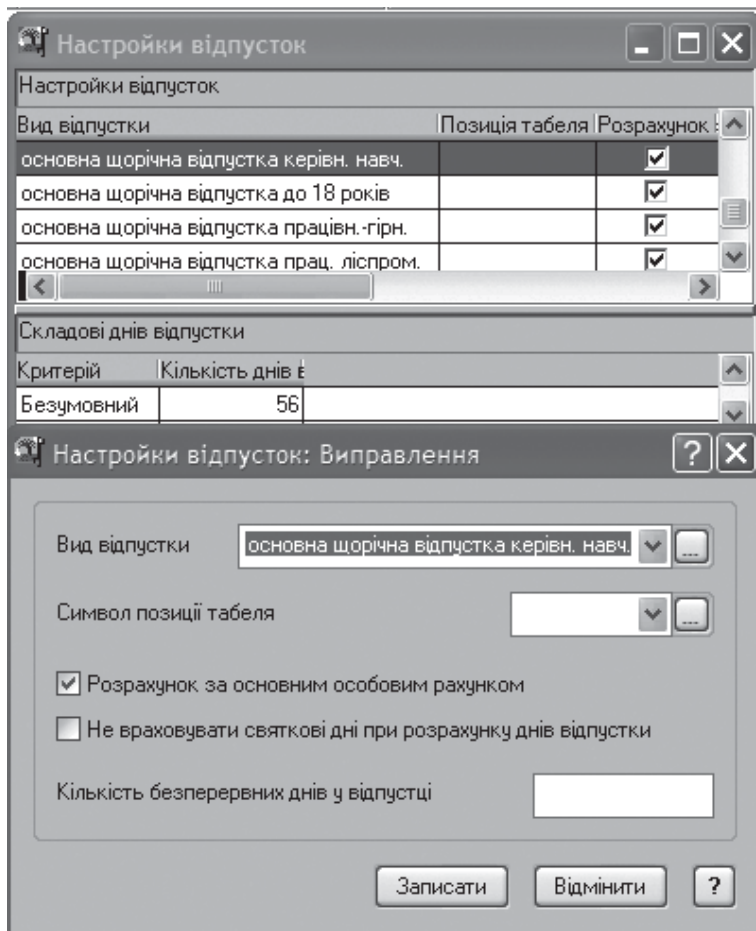 Настройки відпусток
Настройки відпусток
Вид відпустки Позиція табеля Розрахунок
основна щорічна відпустка керівн. навч.
основна щорічна відпустка до 18 років
основна щорічна відпустка працівн.-гірн.
основна щорічна відпустка прац. ліспром.
Складові днів відпустки
Критерій Кількість днів в
Безумовний 56
Настройки відпусток: Виправлення
?
Вид відпустки основна щорічна відпустка керівн. навч. ...
Символ позиції табеля ...
Розрахунок за основним особовим рахунком
Не враховувати святкові дні при розрахунку днів відпустки
Кількість безперервних днів у відпустці
Записати Відмінити ?